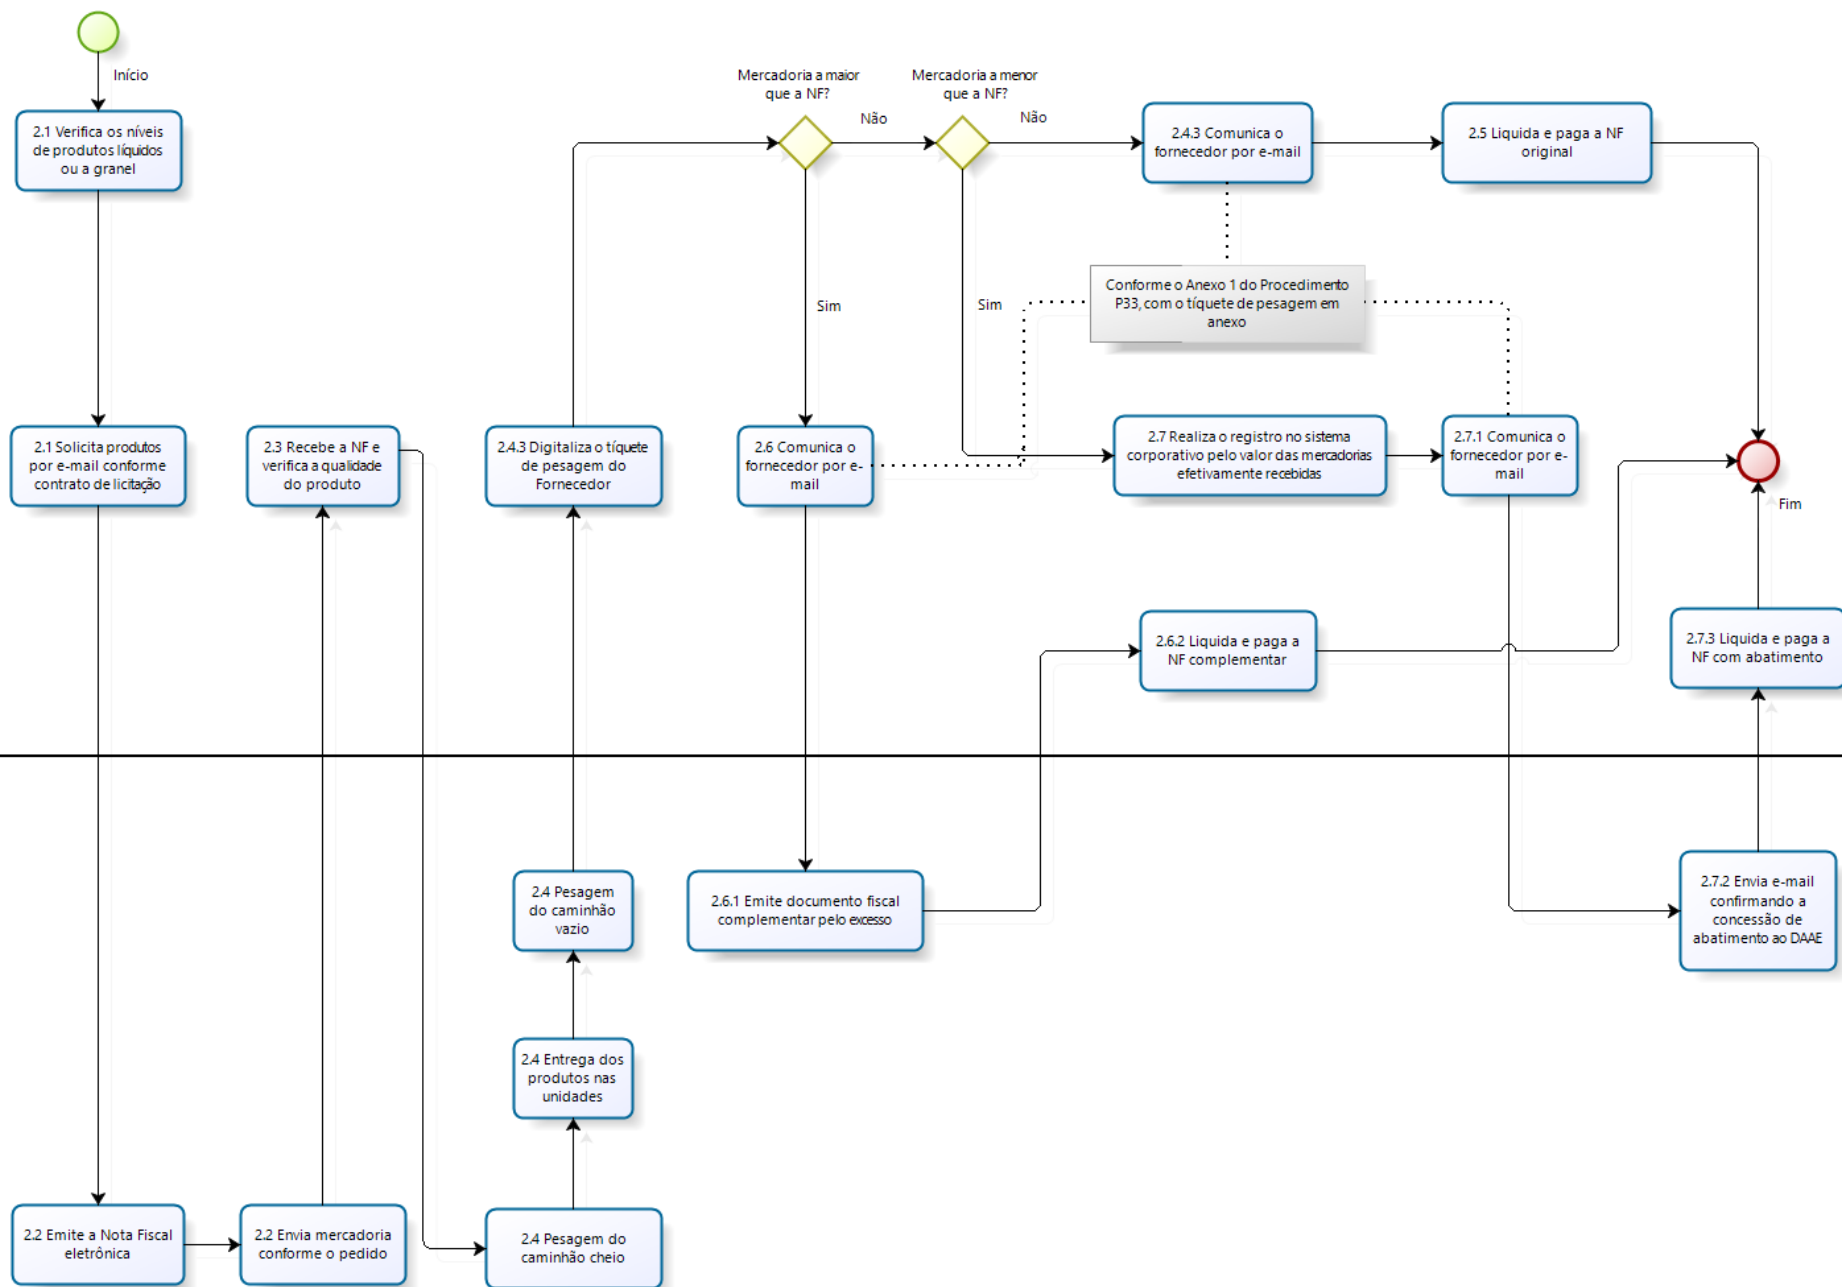 Início
2.1 Verifica os níveis
de produtos líquidos
ou a granel
Mercadoria a maior
que a NF?
Mercadoria a menor
que a NF?
Não
Não
2.4.3 Comunica o
fornecedor por e-mail
2.5 Liquida e paga a NF
original
Sim
Sim
Conforme o Anexo 1 do Procedimento
P33, com o tíquete de pesagem em
anexo
2.1 Solicita produtos
por e-mail conforme
contrato de licitação
2.3 Recebe a NF e
verifica a qualidade
do produto
2.4.3 Digitaliza o tíquete
de pesagem do
Fornecedor
2.6 Comunica o
fornecedor por e-
mail
2.7 Realiza o registro no sistema
corporativo pelo valor das mercadorias
efetivamente recebidas
2.7.1 Comunica o
fornecedor por e-
mail
Fim
2.6.2 Liquida e paga a
NF complementar
2.7.3 Liquida e paga a
NF com abatimento
2.4 Pesagem
do caminhão
vazio
2.6.1 Emite documento fiscal
complementar pelo excesso
2.7.2 Envia e-mail
confirmando a
concessão de
abatimento ao DAAE
2.4 Entrega dos
produtos nas
unidades
2.2 Emite a Nota Fiscal
eletrônica
2.2 Envia mercadoria
conforme o pedido
2.4 Pesagem do
caminhão cheio